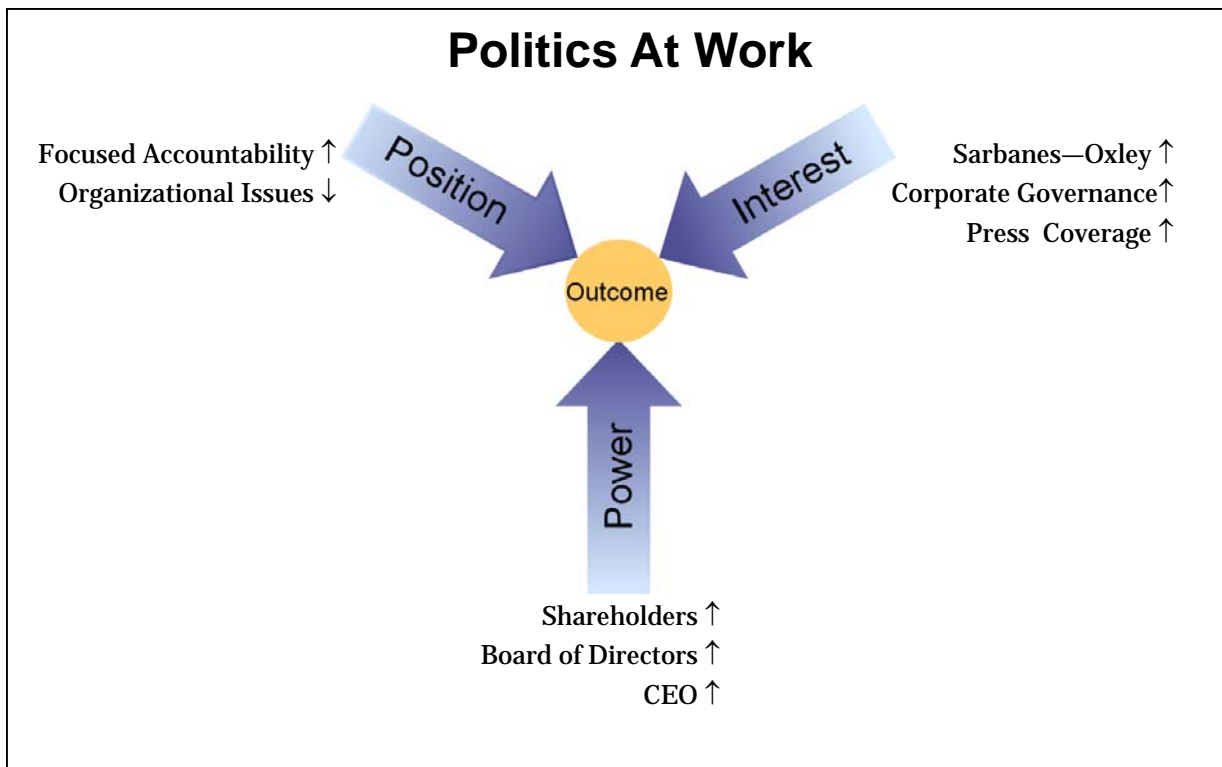 Politics At Work
Focused Accountability ↑
Organizational Issues ↓
Position
Interest
Sarbanes—Oxley ↑
Corporate Governance↑
Press Coverage ↑
Outcome
Power
Shareholders ↑
Board of Directors ↑
CEO ↑